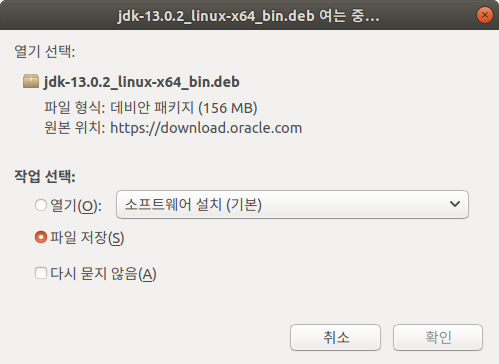 jdk-13.0.2_linux-x64_bin.deb 여는 중…
열기 선택:
jdk-13.0.2_linux-x64_bin.deb
파일 형식: 데비안 패키지 (156 MB)
원본 위치: https://download.oracle.com
작업 선택:
열기(O): 소프트웨어 설치 (기본)
파일 저장(S)
다시 묻지 않음(A)
취소 확인